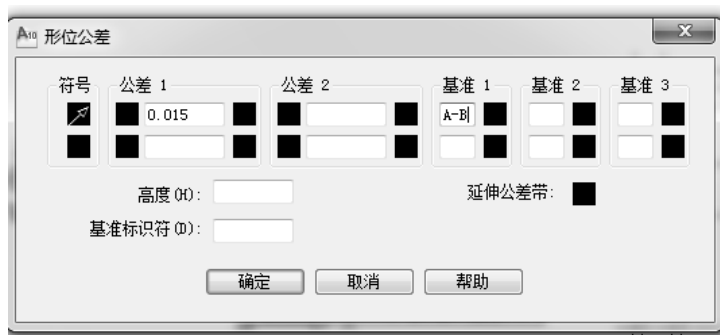 A10 形位公差
符号 公差 1 公差 2 基准 1 基准 2 基准 3
0.015 A-B
高度(H): 延伸公差带:
基准标识符(D):
确定 取消 帮助